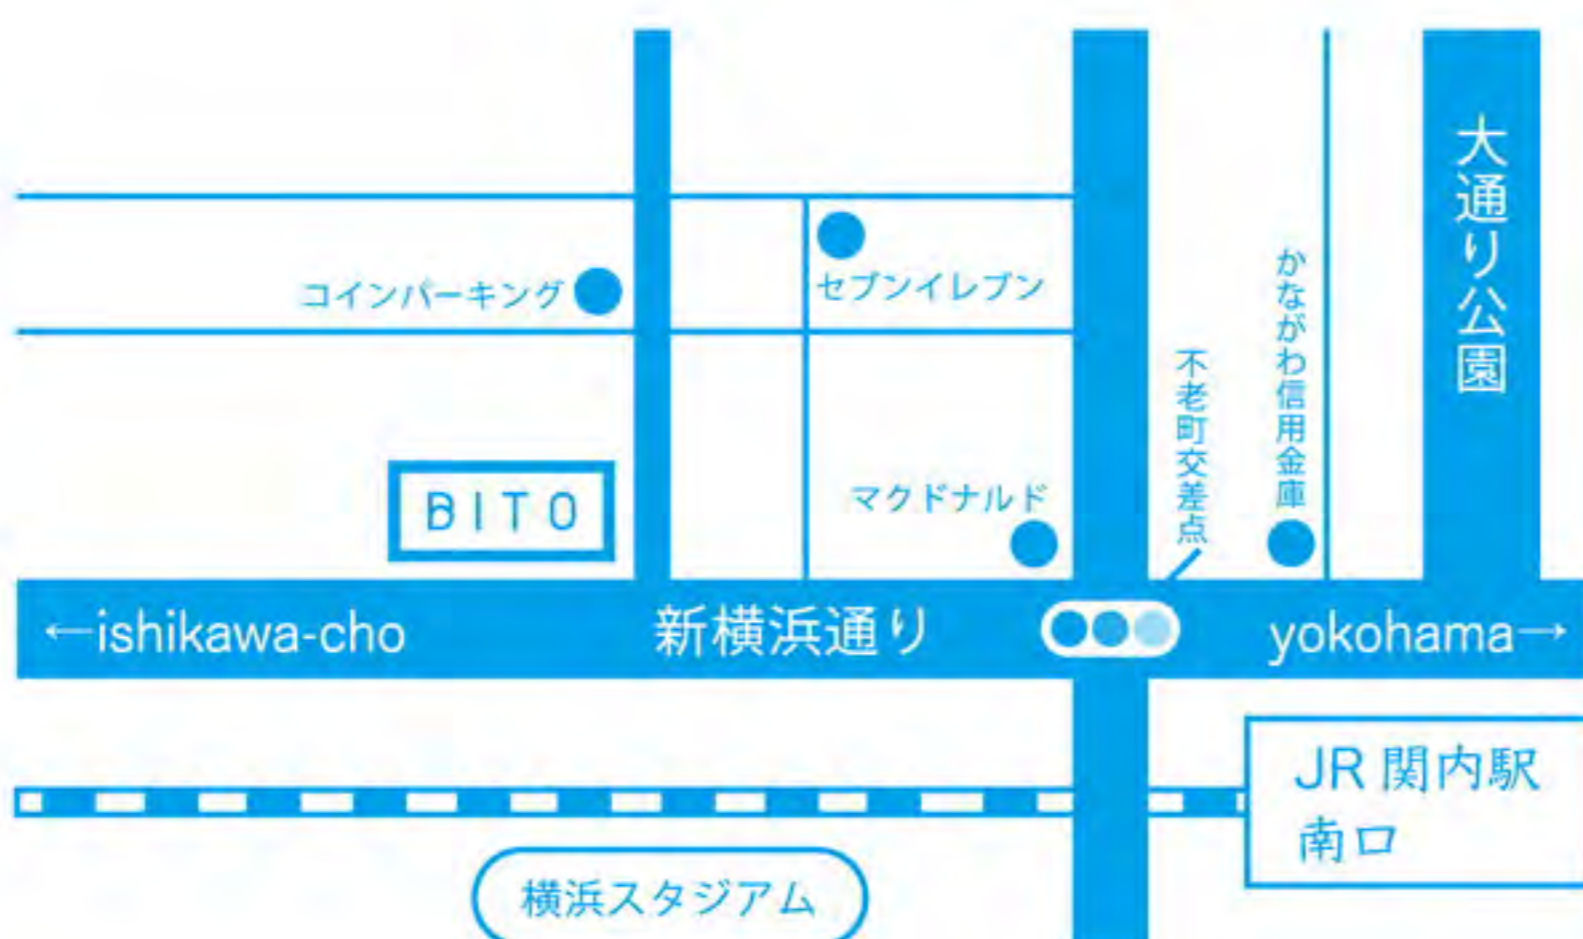 大通り公園
かながわ信用金庫
不老町交差点
コインパーキング
セブンイレブン
マクドナルド
BITO
←ishikawa-cho
新横浜通り
yokohama→
JR 関内駅
南口
横浜スタジアム